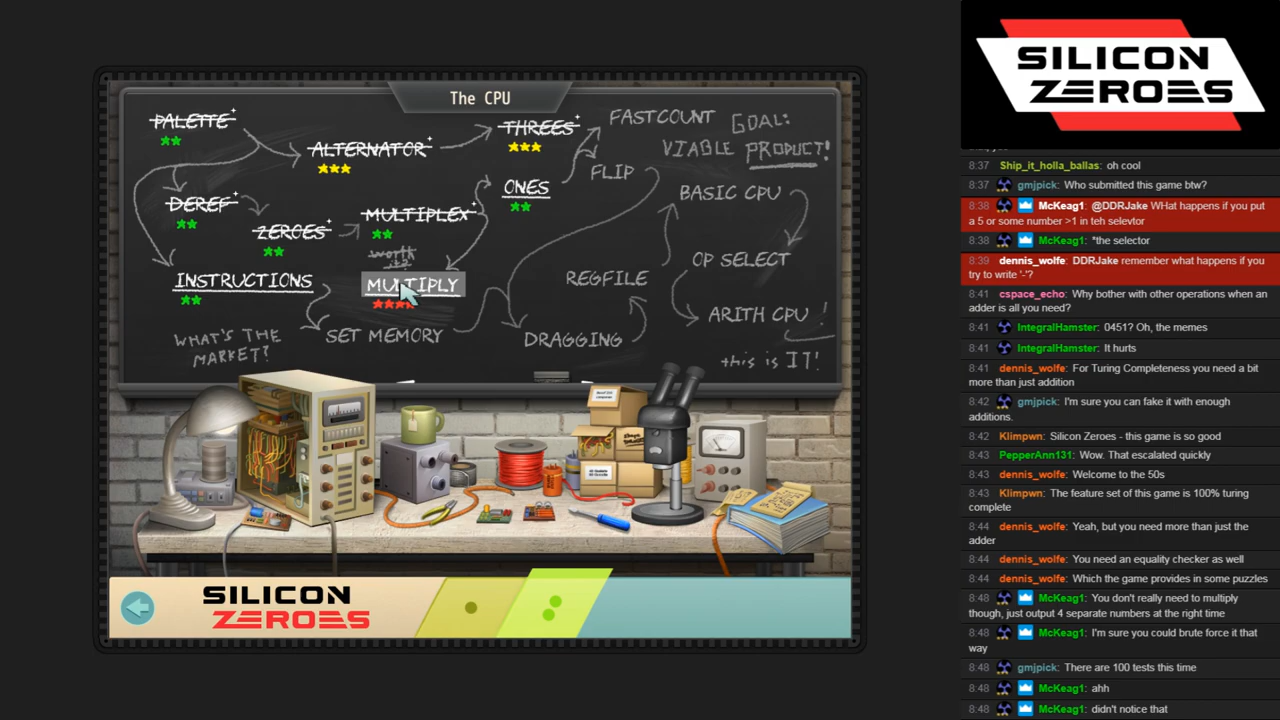 The CPU
PALETTE
ALTERNATOR
THREES
FASTCOUNT
GOAL:
VIABLE PRODUCT!
FLIP
BASIC CPU
DEREF
ZEROES
MULTIPLEX
ONES
worth
it?
INSTRUCTIONS
MULTIPLY
REGFILE
OP SELECT
SET MEMORY
DRAGGING
ARITH CPU !
WHAT'S THE
MARKET?
this is IT!
SILICON
ZEROES
SILICON
ZEROES
8:37 Ship_it_holla_ballas: oh cool
8:37 gmjpick: Who submitted this game btw?
8:38 McKeag1: @DDRJake WHat happens if you put
a 5 or some number >1 in teh selevtor
8:38 McKeag1: *the selector
8:39 dennis_wolfe: DDRJake remember what happens if you
try to write '-'?
8:41 cspace_echo: Why bother with other operations when an
adder is all you need?
8:41 IntegralHamster: 0451? Oh, the memes
8:41 IntegralHamster: It hurts
8:41 dennis_wolfe: For Turing Completeness you need a bit
more than just addition
8:42 gmjpick: I'm sure you can fake it with enough
additions.
8:42 Klimpwn: Silicon Zeroes - this game is so good
8:43 PepperAnn131: Wow. That escalated quickly
8:43 dennis_wolfe: Welcome to the 50s
8:43 Klimpwn: The feature set of this game is 100% turing
complete
8:44 dennis_wolfe: Yeah, but you need more than just the
adder
8:44 dennis_wolfe: You need an equality checker as well
8:44 dennis_wolfe: Which the game provides in some puzzles
8:48 McKeag1: You don't really need to multiply
though, just output 4 separate numbers at the right time
8:48 McKeag1: I'm sure you could brute force it that
way
8:48 gmjpick: There are 100 tests this time
8:48 McKeag1: ahh
8:48 McKeag1: didn't notice that